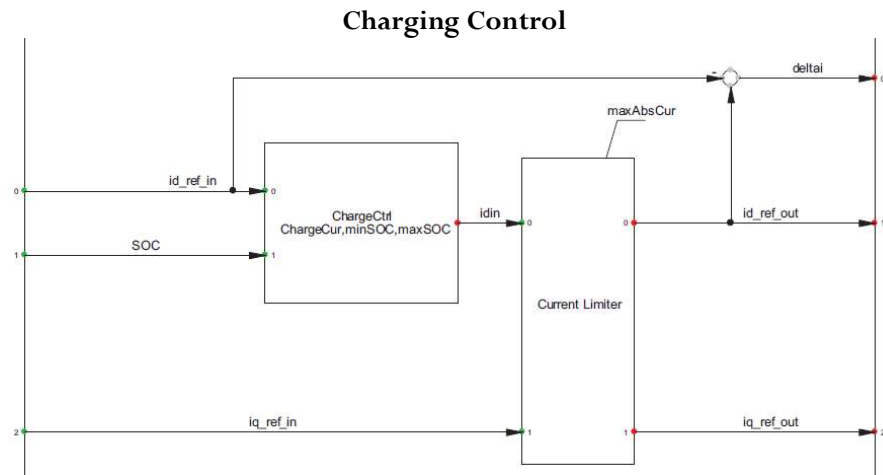 Charging Control
- deltai 0
maxAbsCur
0 id_ref_in 0
ChargeCtrl
ChargeCur,minSOC,maxSOC
idin 0 0 id_ref_out 1
1 SOC 1
Current Limiter
2 iq_ref_in 1 1 iq_ref_out 2